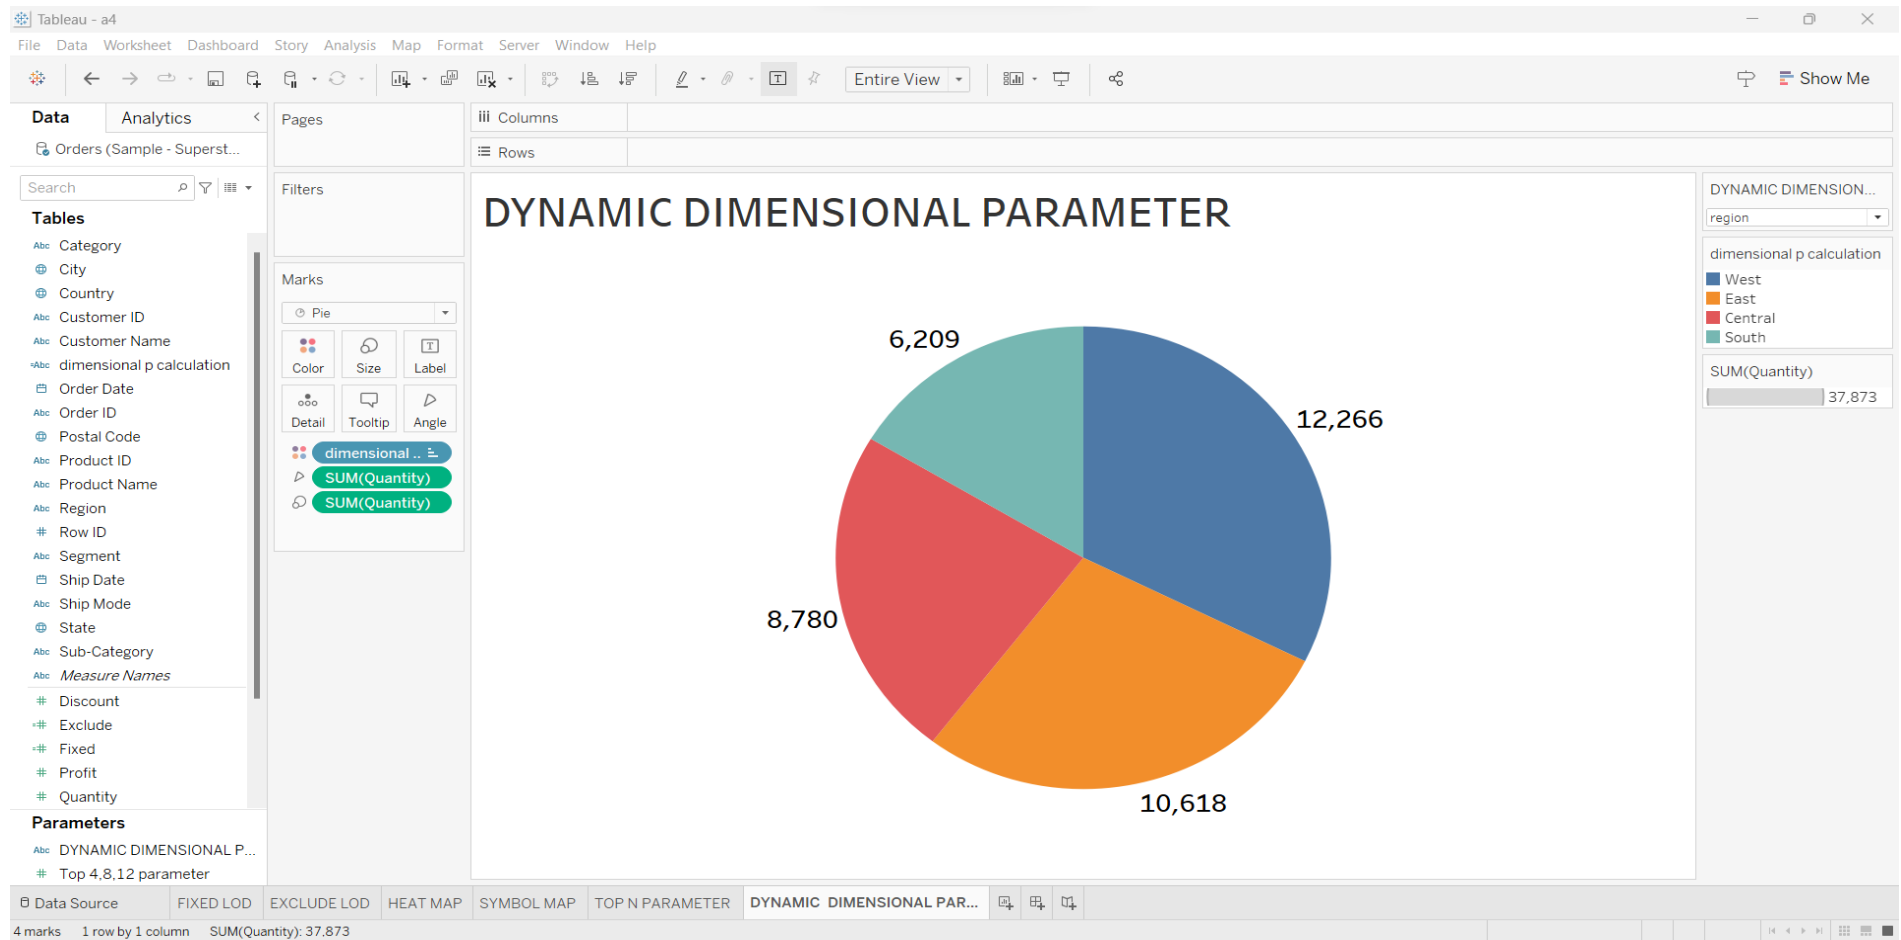 Tableau - a4
File Data Worksheet Dashboard Story Analysis Map Format Server Window Help
Entire View
Show Me
Data
Analytics
Orders (Sample - Superst...
Search
Tables
Abc Category
City
Country
Abc Customer ID
Abc Customer Name
=Abc dimensional p calculation
Order Date
Abc Order ID
Postal Code
Abc Product ID
Abc Product Name
Abc Region
# Row ID
Abc Segment
Ship Date
Abc Ship Mode
State
Abc Sub-Category
Abc Measure Names
# Discount
=# Exclude
=# Fixed
# Profit
# Quantity
Parameters
Abc DYNAMIC DIMENSIONAL P...
# Top 4,8,12 parameter
Pages
Filters
Marks
Pie
Color Size Label
Detail Tooltip Angle
dimensional ..
SUM(Quantity)
SUM(Quantity)
Columns
Rows
DYNAMIC DIMENSIONAL PARAMETER
6,209
12,266
8,780
10,618
DYNAMIC DIMENSION...
region
dimensional p calculation
West
East
Central
South
SUM(Quantity)
37,873
Data Source FIXED LOD EXCLUDE LOD HEAT MAP SYMBOL MAP TOP N PARAMETER DYNAMIC DIMENSIONAL PAR...
4 marks 1 row by 1 column SUM(Quantity): 37,873